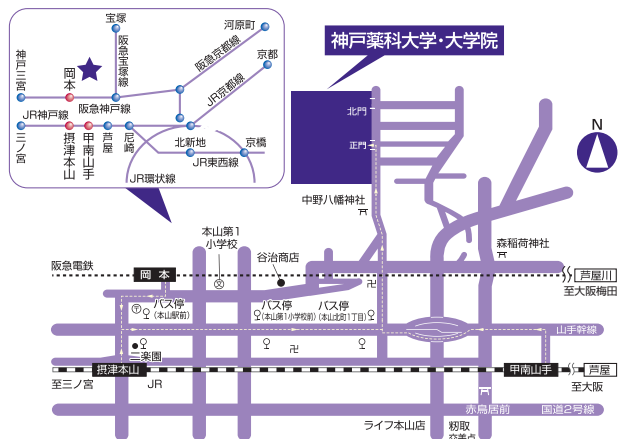 宝塚
河原町
神戸三宮
岡本
阪急宝塚線
阪急京都線
京都
JR京都線
阪急神戸線
JR神戸線
三ノ宮
摂津本山
甲南山手
芦屋
尼崎
北新地
京橋
JR東西線
JR環状線
神戸薬科大学・大学院
北門
正門
N
中野八幡神社
本山第1
小学校
谷治商店
森稲荷神社
阪急電鉄
岡本
芦屋川
至大阪梅田
バス停
(本山駅前)
バス停
(本山第1小学校前)
バス停
(本山北町1丁目)
山手幹線
二楽園
摂津本山
甲南山手
芦屋
至三ノ宮
JR
至大阪
赤鳥居前
国道2号線
ライフ本山店
籾取
交差点